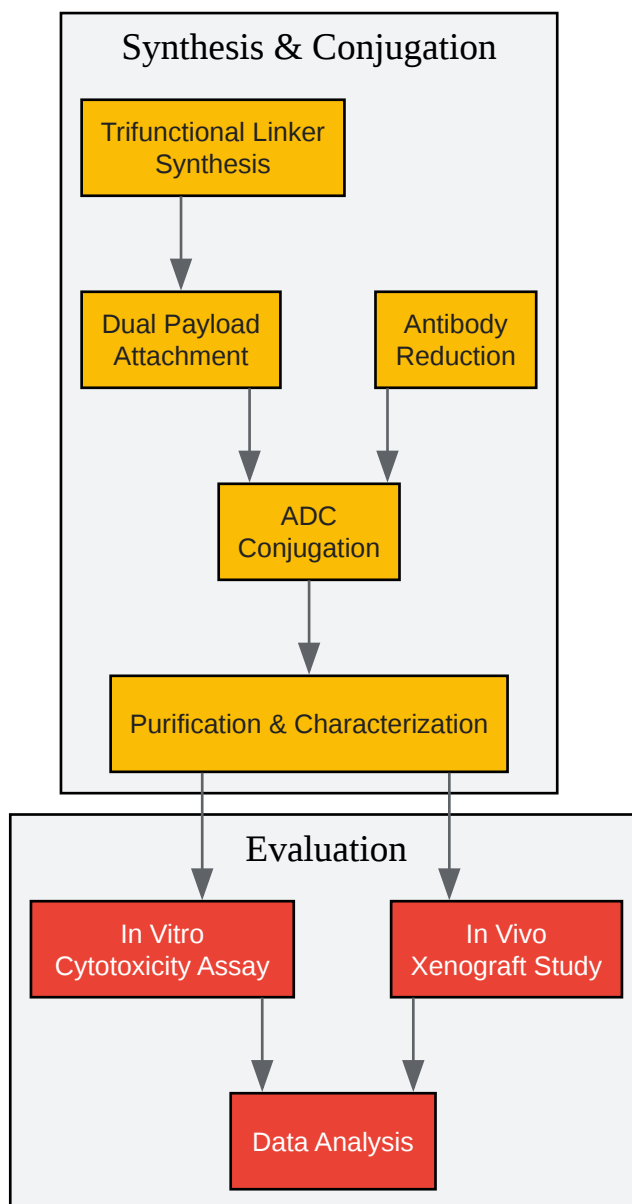 Synthesis & Conjugation
Trifunctional Linker
Synthesis
Dual Payload
Attachment
Antibody
Reduction
ADC
Conjugation
Purification & Characterization
Evaluation
In Vitro
Cytotoxicity Assay
In Vivo
Xenograft Study
Data Analysis